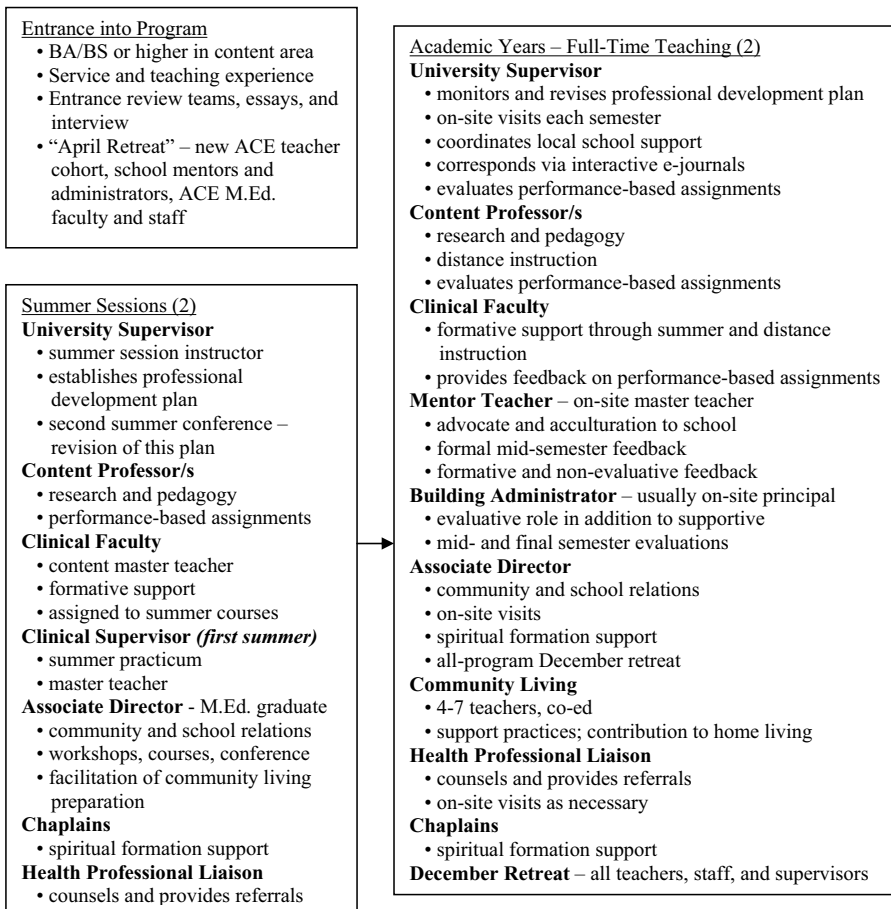 Entrance into Program
• BA/BS or higher in content area
• Service and teaching experience
• Entrance review teams, essays, and
interview
• “April Retreat” – new ACE teacher
cohort, school mentors and
administrators, ACE M.Ed.
faculty and staff
Summer Sessions (2)
University Supervisor
• summer session instructor
• establishes professional
development plan
• second summer conference –
revision of this plan
Content Professor/s
• research and pedagogy
• performance-based assignments
Clinical Faculty
• content master teacher
• formative support
• assigned to summer courses
Clinical Supervisor (first summer)
• summer practicum
• master teacher
Associate Director - M.Ed. graduate
• community and school relations
• workshops, courses, conference
• facilitation of community living
preparation
Chaplains
• spiritual formation support
Health Professional Liaison
• counsels and provides referrals
Academic Years – Full-Time Teaching (2)
University Supervisor
• monitors and revises professional development plan
• on-site visits each semester
• coordinates local school support
• corresponds via interactive e-journals
• evaluates performance-based assignments
Content Professor/s
• research and pedagogy
• distance instruction
• evaluates performance-based assignments
Clinical Faculty
• formative support through summer and distance
instruction
• provides feedback on performance-based assignments
Mentor Teacher – on-site master teacher
• advocate and acculturation to school
• formal mid-semester feedback
• formative and non-evaluative feedback
Building Administrator – usually on-site principal
• evaluative role in addition to supportive
• mid- and final semester evaluations
Associate Director
• community and school relations
• on-site visits
• spiritual formation support
• all-program December retreat
Community Living
• 4-7 teachers, co-ed
• support practices; contribution to home living
Health Professional Liaison
• counsels and provides referrals
• on-site visits as necessary
Chaplains
• spiritual formation support
December Retreat – all teachers, staff, and supervisors